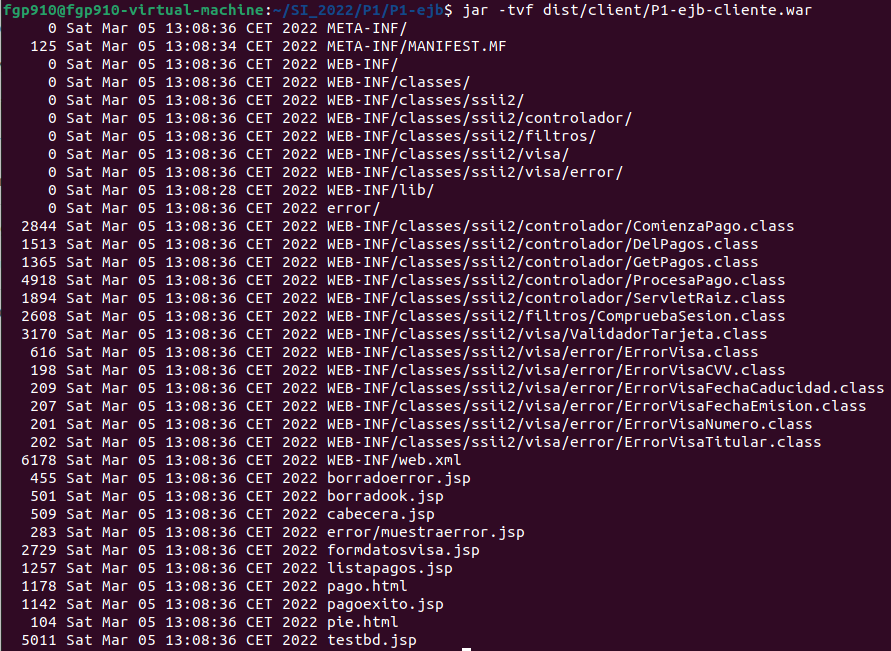 fgp910@fgp910-virtual-machine:~/SI_2022/P1/P1-ejb$ jar -tvf dist/client/P1-ejb-cliente.war
0 Sat Mar 05 13:08:36 CET 2022 META-INF/
125 Sat Mar 05 13:08:34 CET 2022 META-INF/MANIFEST.MF
0 Sat Mar 05 13:08:36 CET 2022 WEB-INF/
0 Sat Mar 05 13:08:36 CET 2022 WEB-INF/classes/
0 Sat Mar 05 13:08:36 CET 2022 WEB-INF/classes/ssii2/
0 Sat Mar 05 13:08:36 CET 2022 WEB-INF/classes/ssii2/controlador/
0 Sat Mar 05 13:08:36 CET 2022 WEB-INF/classes/ssii2/filtros/
0 Sat Mar 05 13:08:36 CET 2022 WEB-INF/classes/ssii2/visa/
0 Sat Mar 05 13:08:36 CET 2022 WEB-INF/classes/ssii2/visa/error/
0 Sat Mar 05 13:08:28 CET 2022 WEB-INF/lib/
0 Sat Mar 05 13:08:36 CET 2022 error/
2844 Sat Mar 05 13:08:36 CET 2022 WEB-INF/classes/ssii2/controlador/ComienzaPago.class
1513 Sat Mar 05 13:08:36 CET 2022 WEB-INF/classes/ssii2/controlador/DelPagos.class
1365 Sat Mar 05 13:08:36 CET 2022 WEB-INF/classes/ssii2/controlador/GetPagos.class
4918 Sat Mar 05 13:08:36 CET 2022 WEB-INF/classes/ssii2/controlador/ProcesaPago.class
1894 Sat Mar 05 13:08:36 CET 2022 WEB-INF/classes/ssii2/controlador/ServletRaiz.class
2608 Sat Mar 05 13:08:36 CET 2022 WEB-INF/classes/ssii2/filtros/CompruebaSesion.class
3170 Sat Mar 05 13:08:36 CET 2022 WEB-INF/classes/ssii2/visa/ValidadorTarjeta.class
616 Sat Mar 05 13:08:36 CET 2022 WEB-INF/classes/ssii2/visa/error/ErrorVisa.class
198 Sat Mar 05 13:08:36 CET 2022 WEB-INF/classes/ssii2/visa/error/ErrorVisaCVV.class
209 Sat Mar 05 13:08:36 CET 2022 WEB-INF/classes/ssii2/visa/error/ErrorVisaFechaCaducidad.class
207 Sat Mar 05 13:08:36 CET 2022 WEB-INF/classes/ssii2/visa/error/ErrorVisaFechaEmision.class
201 Sat Mar 05 13:08:36 CET 2022 WEB-INF/classes/ssii2/visa/error/ErrorVisaNumero.class
202 Sat Mar 05 13:08:36 CET 2022 WEB-INF/classes/ssii2/visa/error/ErrorVisaTitular.class
6178 Sat Mar 05 13:08:36 CET 2022 WEB-INF/web.xml
455 Sat Mar 05 13:08:36 CET 2022 borradoerror.jsp
501 Sat Mar 05 13:08:36 CET 2022 borradook.jsp
509 Sat Mar 05 13:08:36 CET 2022 cabecera.jsp
283 Sat Mar 05 13:08:36 CET 2022 error/muestraerror.jsp
2729 Sat Mar 05 13:08:36 CET 2022 formdatosvisa.jsp
1257 Sat Mar 05 13:08:36 CET 2022 listapagos.jsp
1178 Sat Mar 05 13:08:36 CET 2022 pago.html
1142 Sat Mar 05 13:08:36 CET 2022 pagoexito.jsp
104 Sat Mar 05 13:08:36 CET 2022 pie.html
5011 Sat Mar 05 13:08:36 CET 2022 testbd.jsp